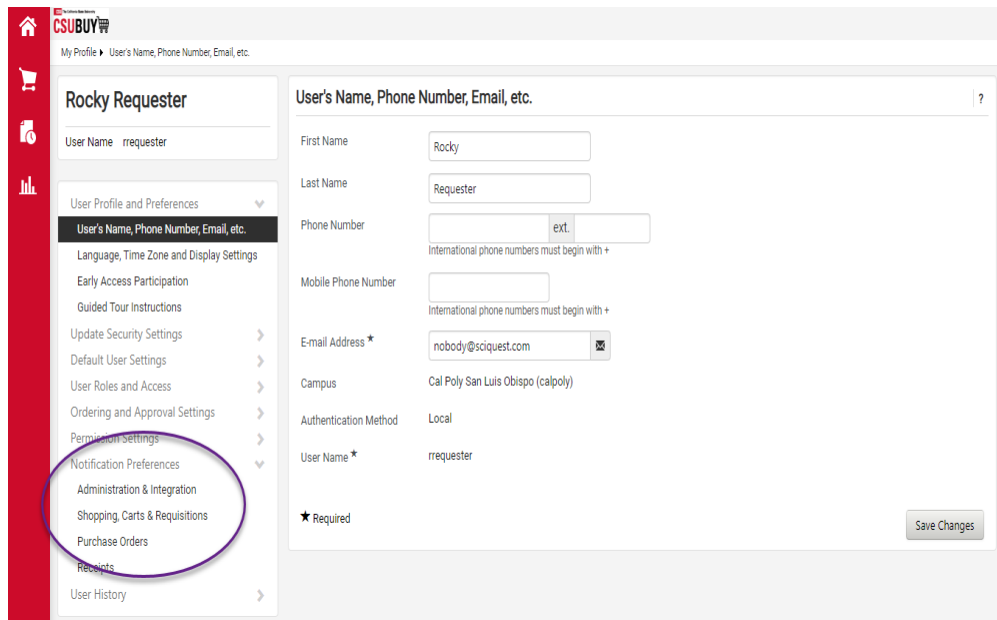 CSU The California State University
CSUBUY
My Profile User's Name, Phone Number, Email, etc.
Rocky Requester
User Name rrequester
User Profile and Preferences
User's Name, Phone Number, Email, etc.
Language, Time Zone and Display Settings
Early Access Participation
Guided Tour Instructions
Update Security Settings
Default User Settings
User Roles and Access
Ordering and Approval Settings
Permission Settings
Notification Preferences
Administration & Integration
Shopping, Carts & Requisitions
Purchase Orders
Receipts
User History
User's Name, Phone Number, Email, etc. ?
First Name Rocky
Last Name Requester
Phone Number ext.
International phone numbers must begin with +
Mobile Phone Number
International phone numbers must begin with +
E-mail Address ★ nobody@sciquest.com
Campus Cal Poly San Luis Obispo (calpoly)
Authentication Method Local
User Name ★ rrequester
★ Required
Save Changes